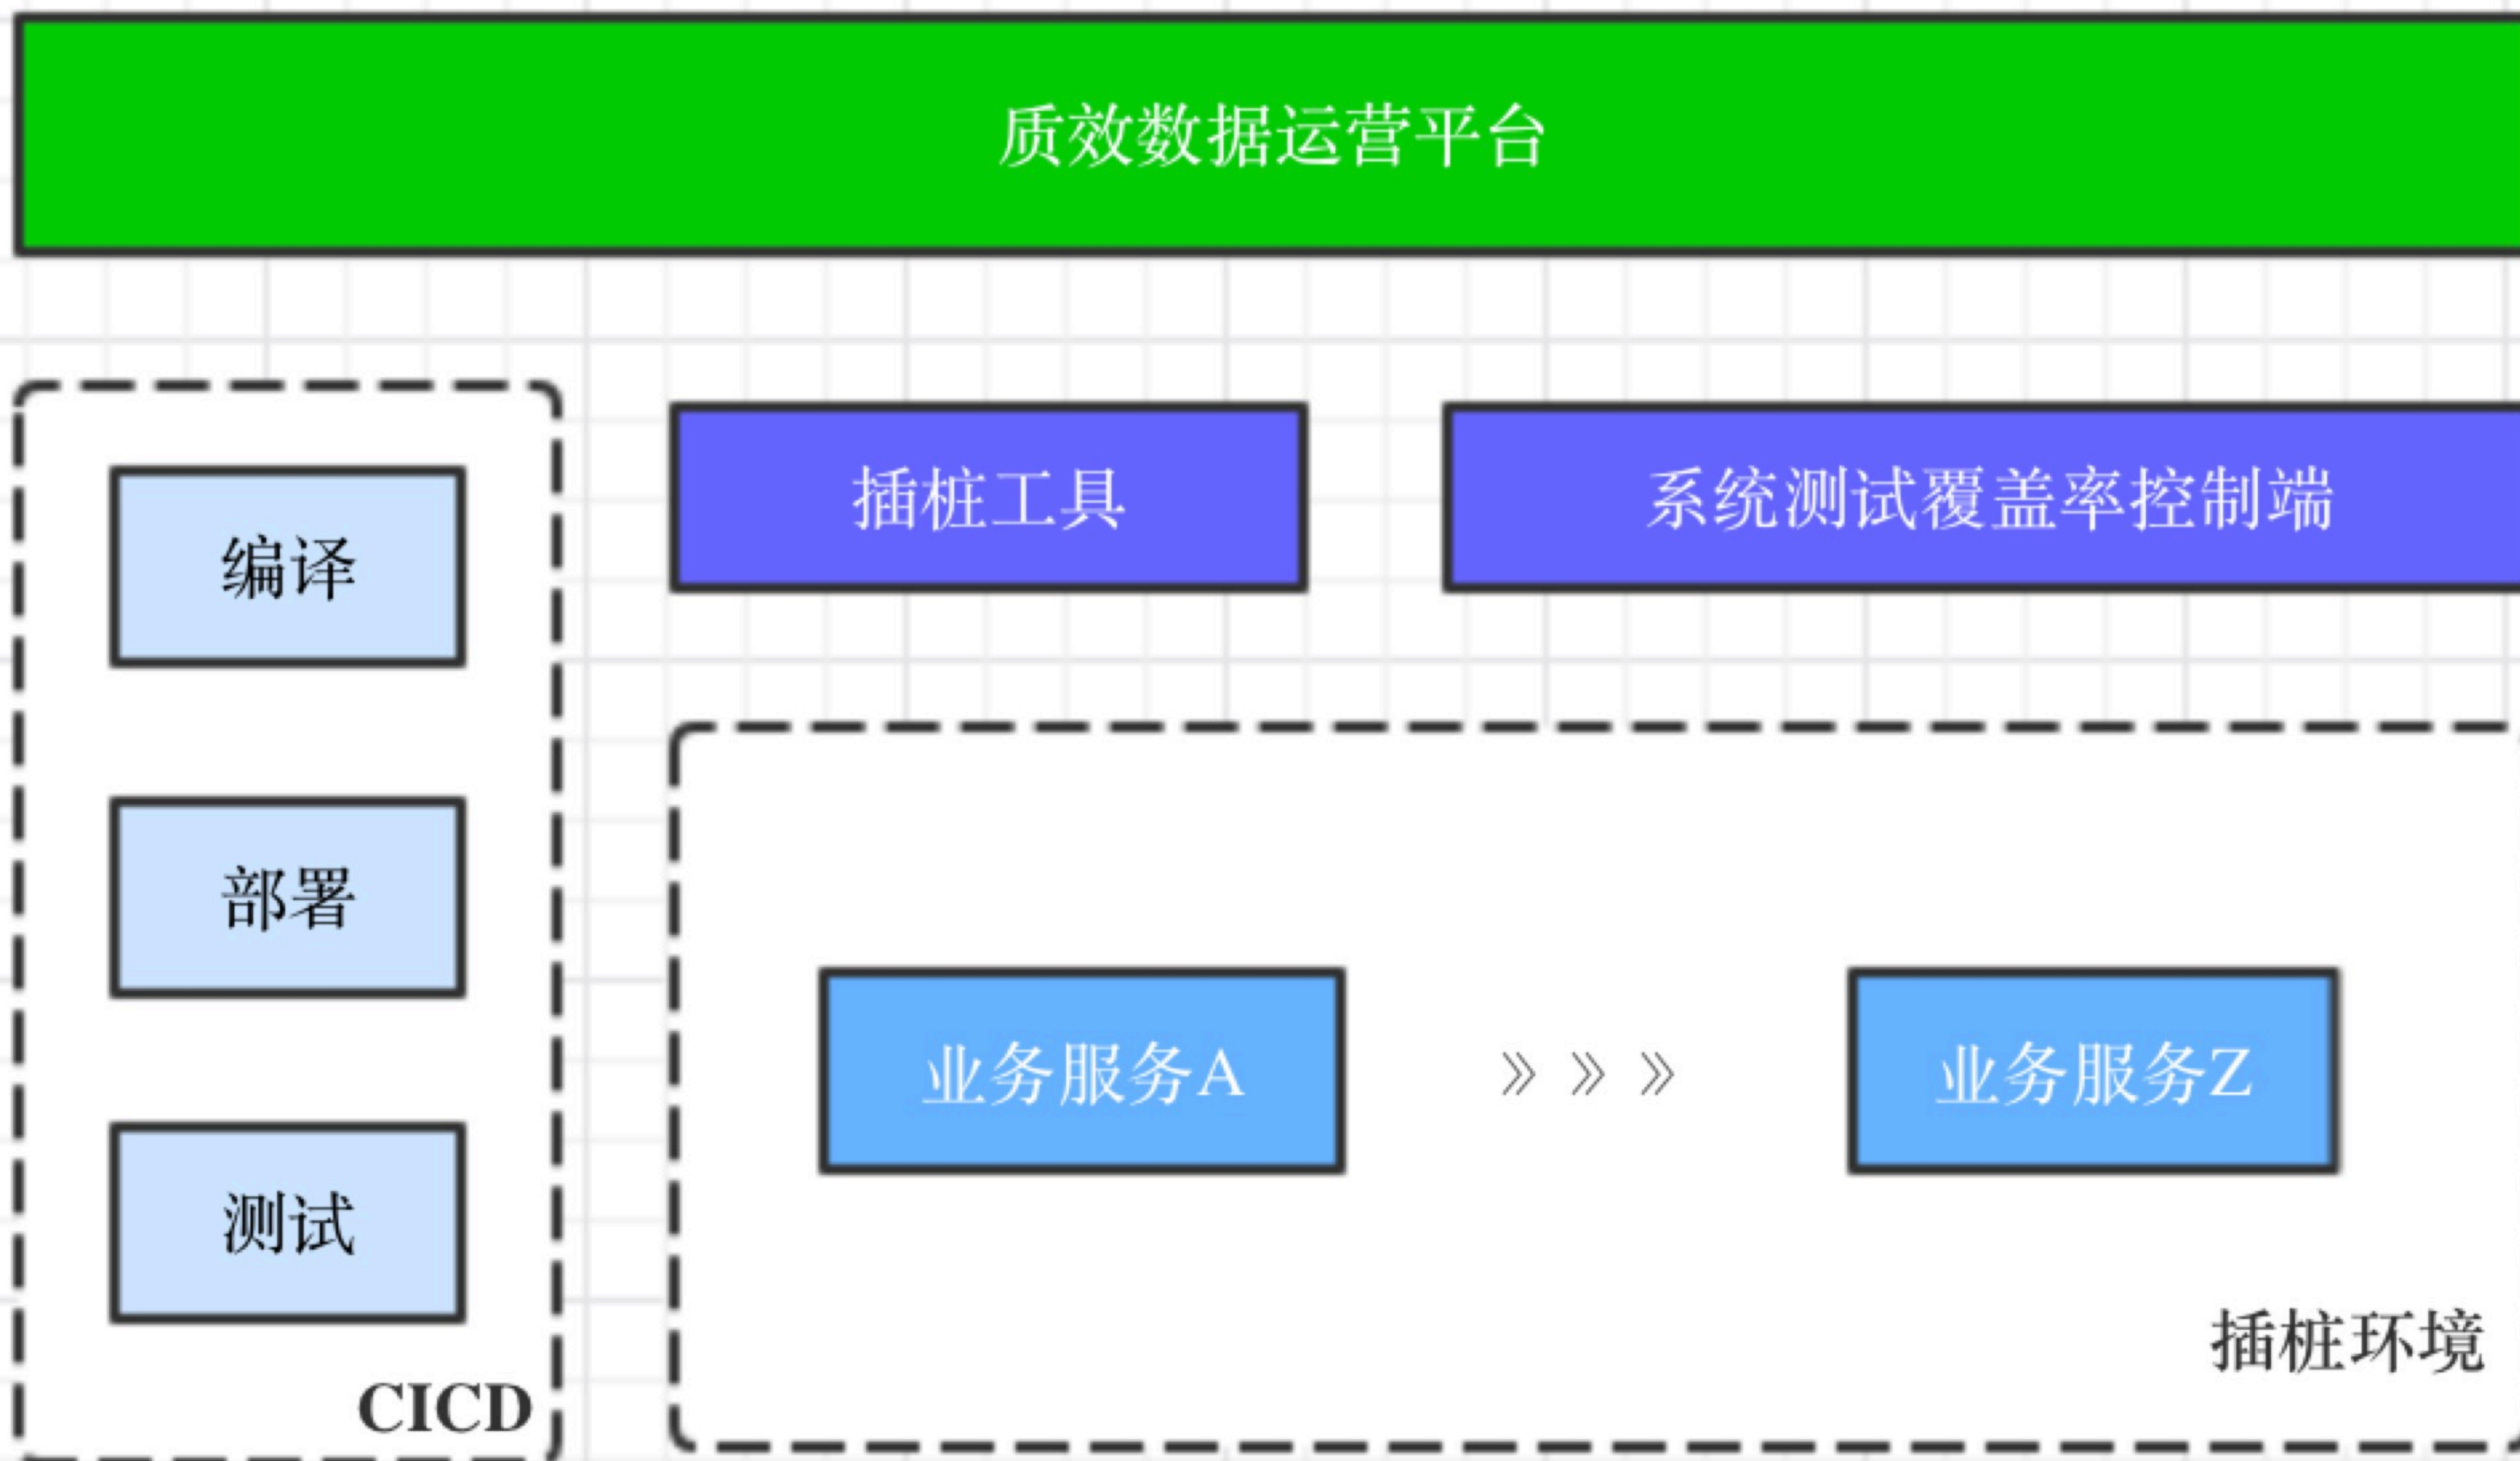 质效数据运营平台
编译
部署
测试
CICD
插桩工具
系统测试覆盖率控制端
业务服务A
》》》
业务服务Z
插桩环境